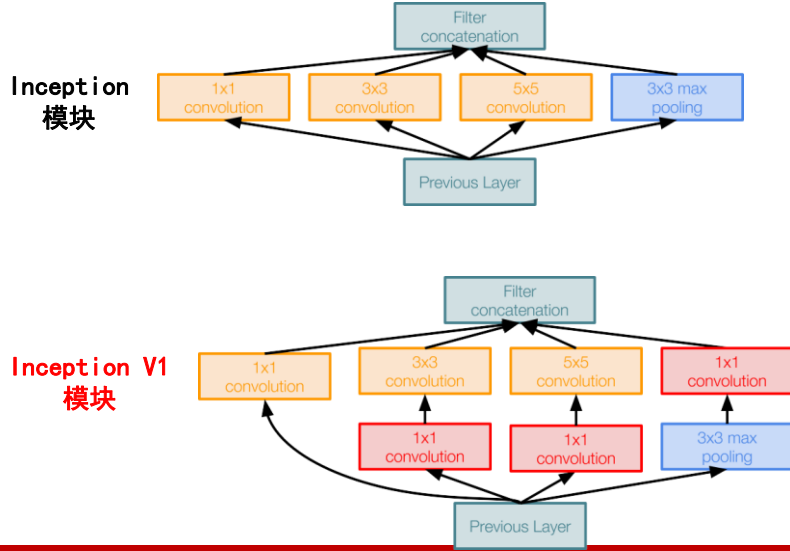 Filter
concatenation
Inception
模块
1x1
convolution
3x3
convolution
5x5
convolution
3x3 max
pooling
Previous Layer
Filter
concatenation
Inception V1
模块
1x1
convolution
3x3
convolution
5x5
convolution
1x1
convolution
1x1
convolution
1x1
convolution
3x3 max
pooling
Previous Layer